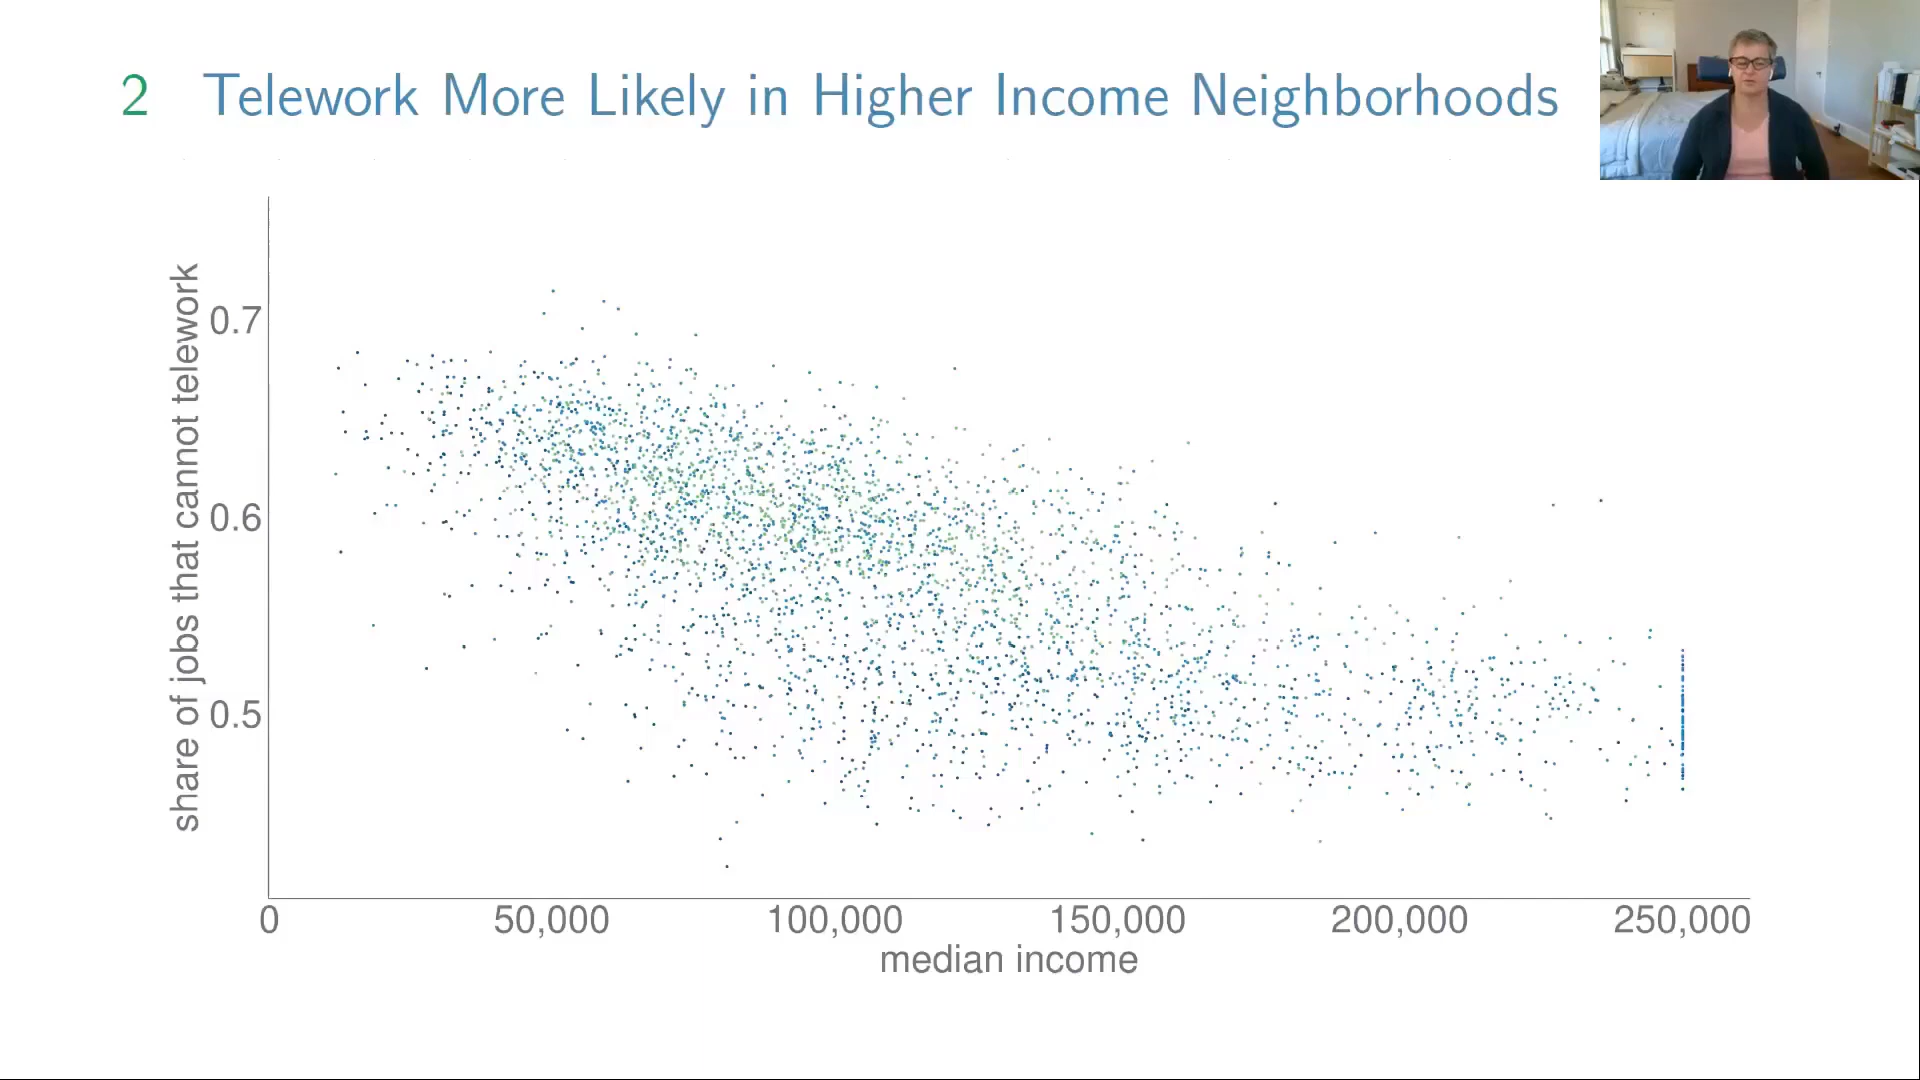 2 Telework More Likely in Higher Income Neighborhoods
share of jobs that cannot telework
0.7
0.6
0.5
0 50,000 100,000 150,000 200,000 250,000
median income